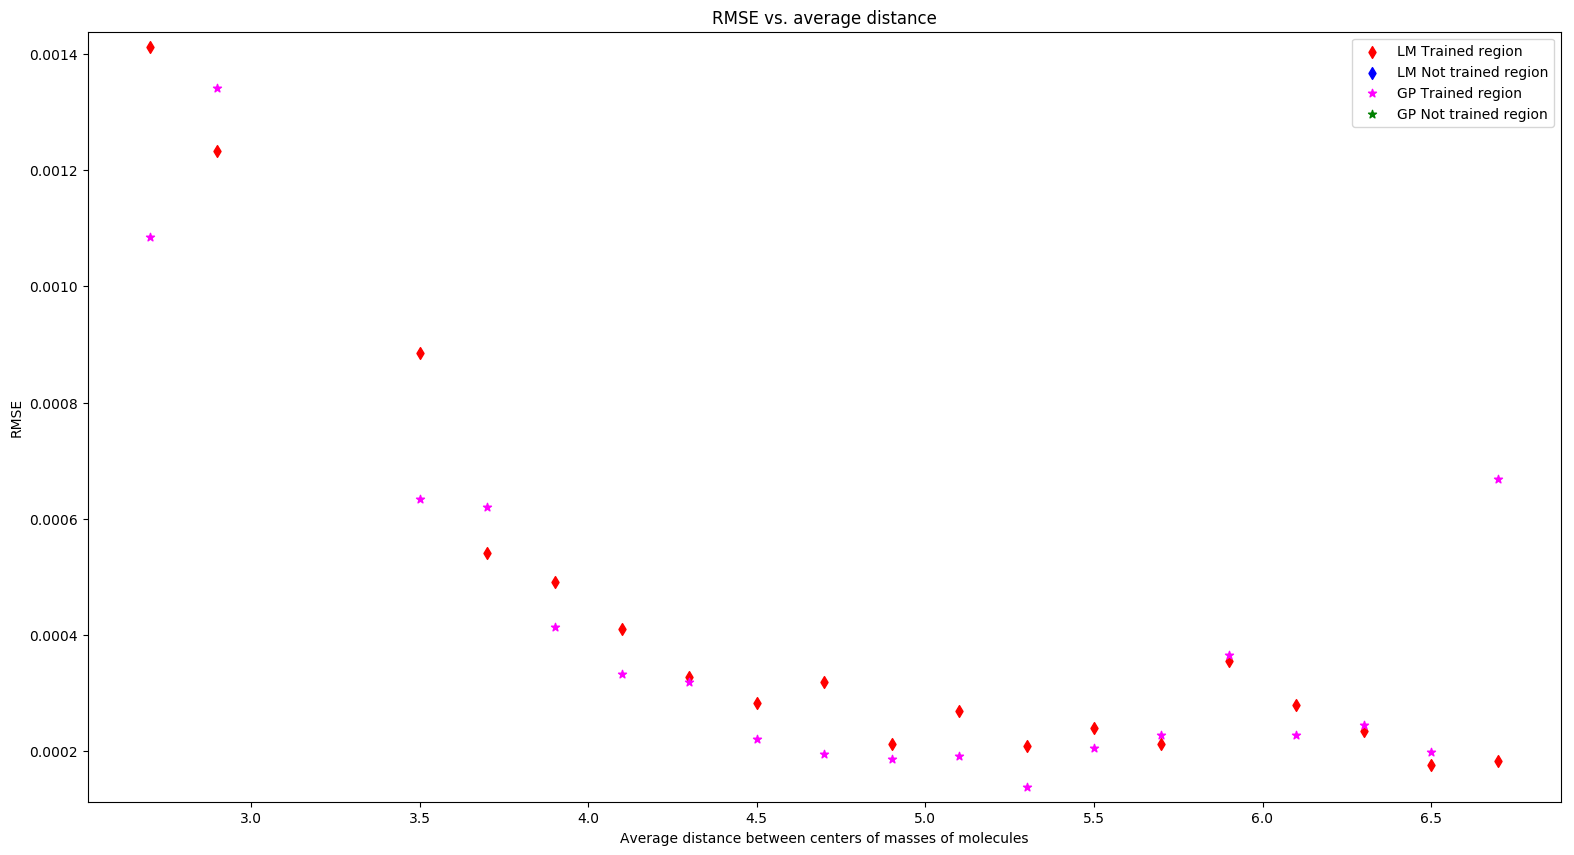 RMSE vs. average distance
LM Trained region
LM Not trained region
GP Trained region
GP Not trained region
0.0014
0.0012
0.0010
0.0008
0.0006
0.0004
0.0002
RMSE
3.0 3.5 4.0 4.5 5.0 5.5 6.0 6.5
Average distance between centers of masses of molecules